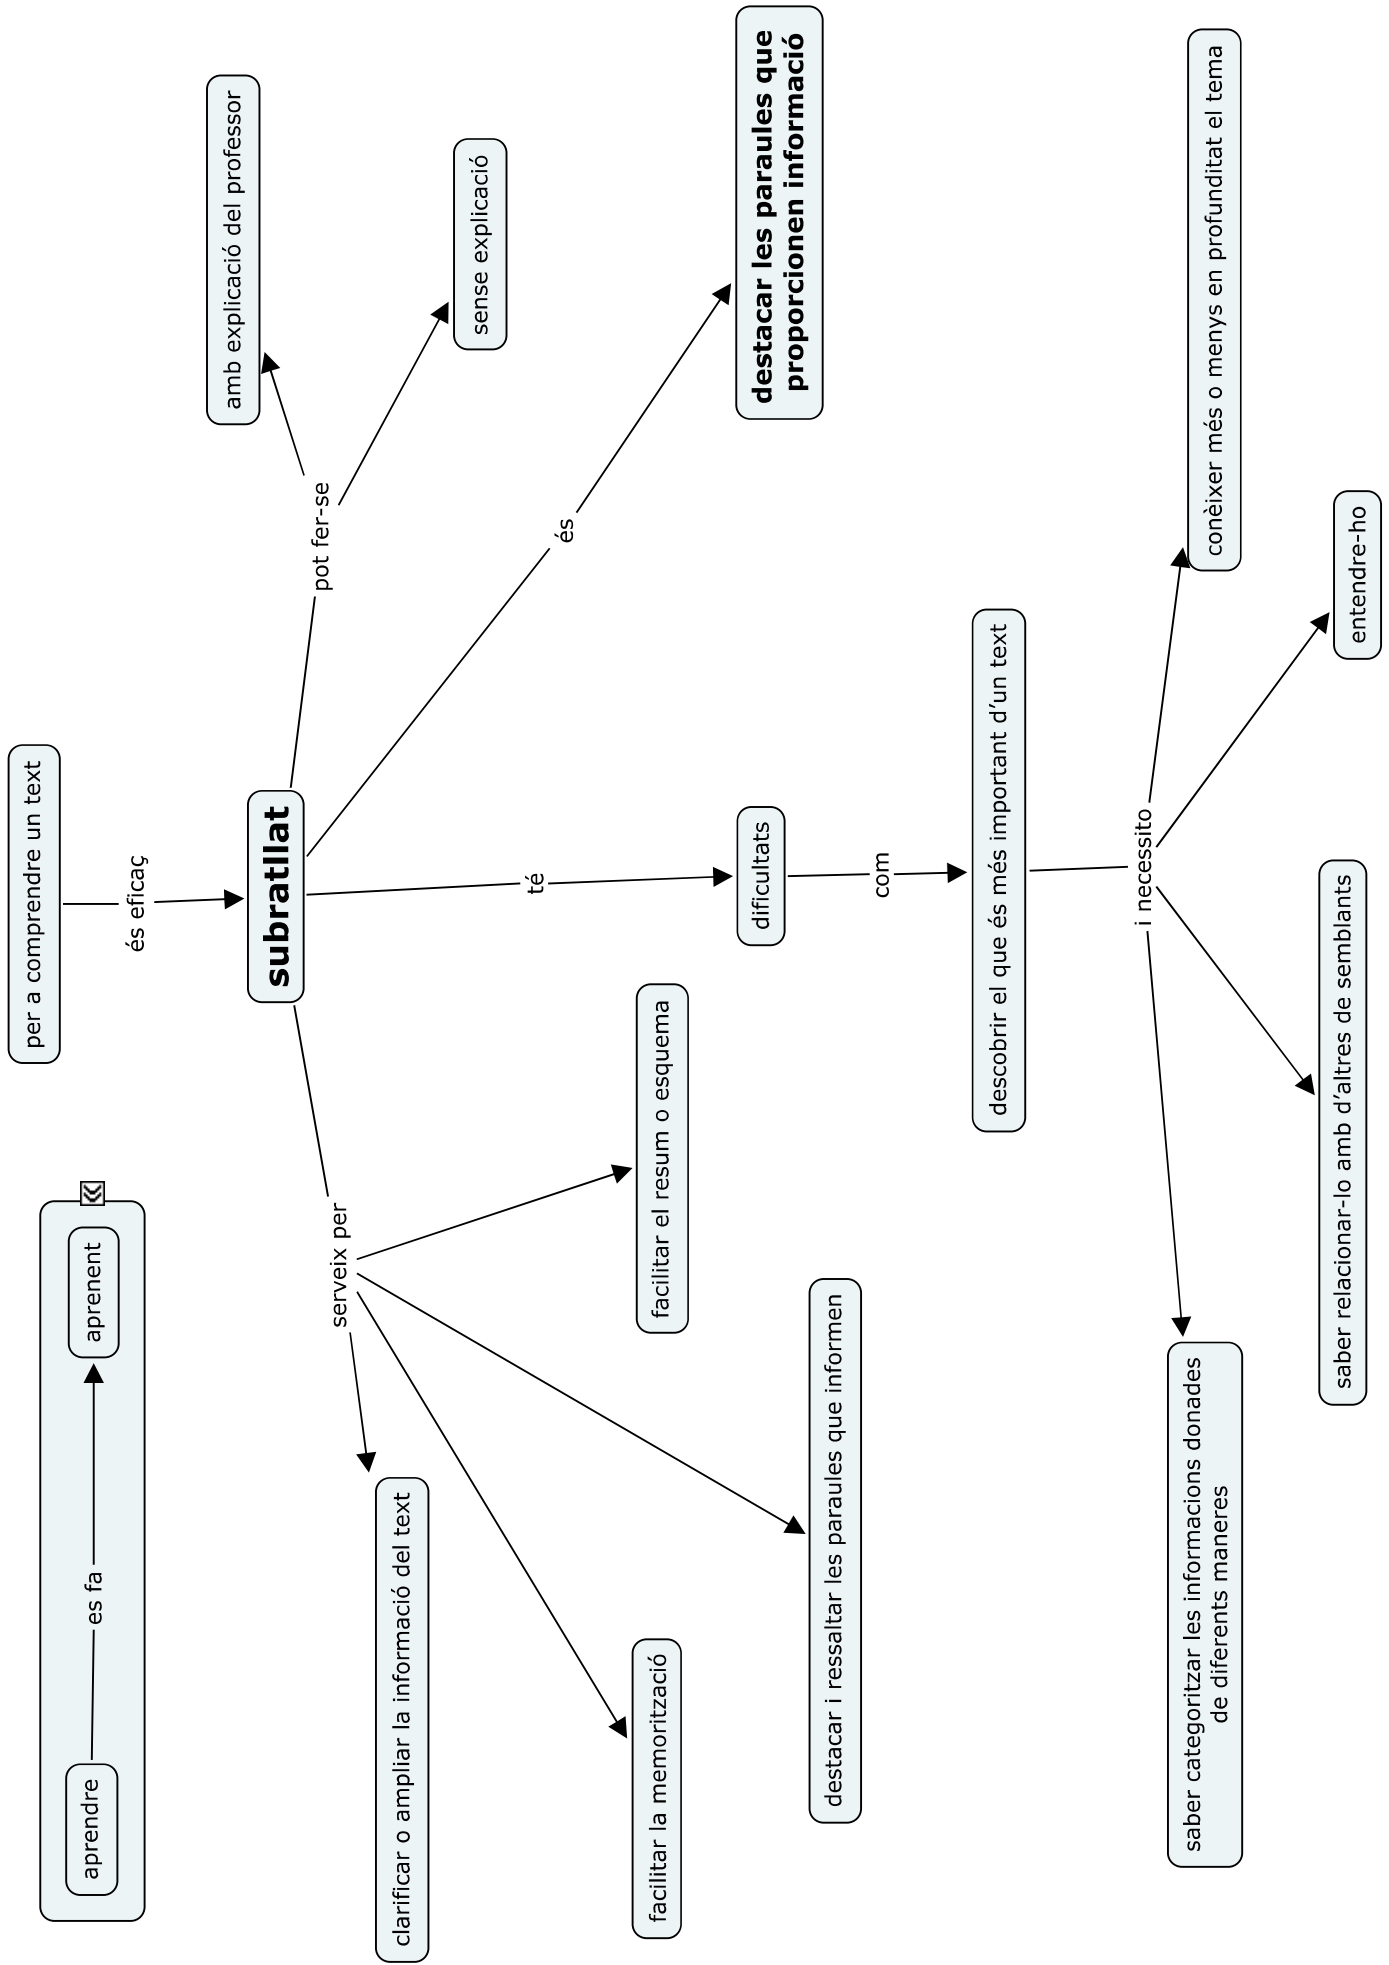 aprendre
es fa
aprenent
per a comprendre un text
és eficaç
subratllat
serveix per
clarificar o ampliar la informació del text
facilitar la memorització
destacar i ressaltar les paraules que informen
facilitar el resum o esquema
té
dificultats
com
descobrir el que és més important d'un text
i necessito
saber categoritzar les informacions donades
de diferents maneres
saber relacionar-lo amb d'altres de semblants
entendre-ho
conèixer més o menys en profunditat el tema
és
destacar les paraules que
proporcionen informació
pot fer-se
amb explicació del professor
sense explicació